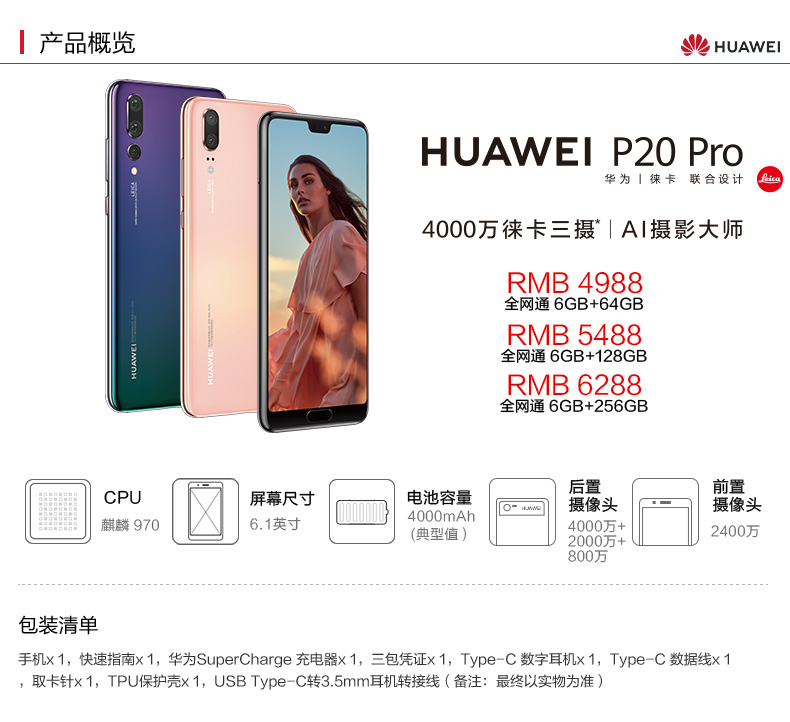 产品概览
HUAWEI
HUAWEI P20 Pro
华为 | 徕卡 联合设计
Leica
4000万徕卡三摄* | AI摄影大师
RMB 4988
全网通 6GB+64GB
RMB 5488
全网通 6GB+128GB
RMB 6288
全网通 6GB+256GB
LEICA
HUAWEI
LEICA
HUAWEI
CPU
麒麟 970
屏幕尺寸
6.1英寸
电池容量
4000mAh
(典型值)
HUAWEI
后置
摄像头
4000万+
2000万+
800万
前置
摄像头
2400万
包装清单
手机x 1，快速指南x 1，华为SuperCharge 充电器x 1，三包凭证x 1，Type-C 数字耳机x 1，Type-C 数据线x 1
，取卡针x 1，TPU保护壳x 1，USB Type-C转3.5mm耳机转接线（备注：最终以实物为准）